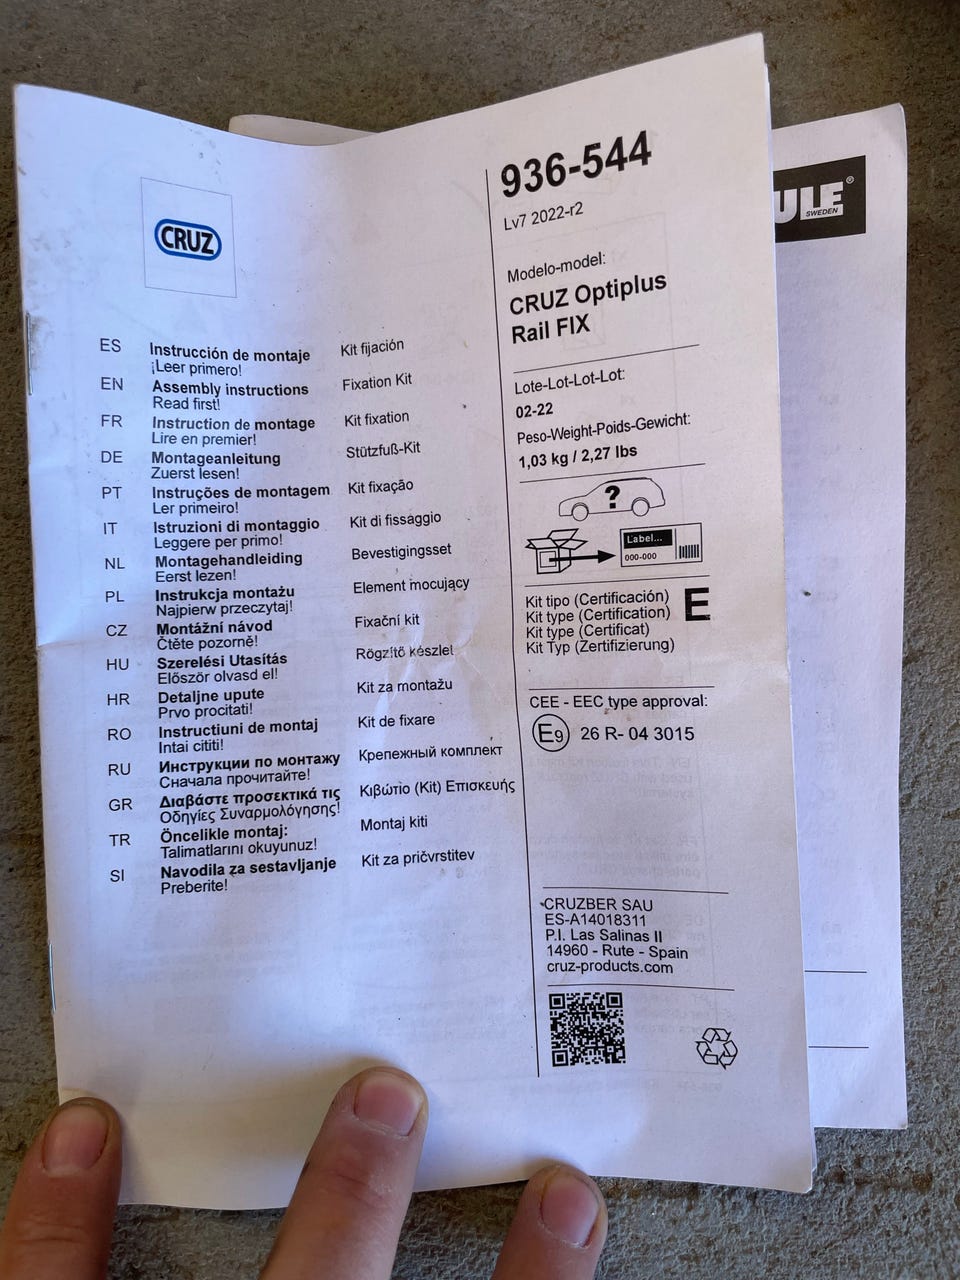 CRUZ
ES Instrucción de montaje Kit fijación
¡Leer primero!
EN Assembly instructions Fixation Kit
Read first!
FR Instruction de montage Kit fixation
Lire en premier!
DE Montageanleitung Stützfuß-Kit
Zuerst lesen!
PT Instruções de montagem Kit fixação
Ler primeiro!
IT Istruzioni di montaggio Kit di fissaggio
Leggere per primo!
NL Montagehandleiding Bevestigingsset
Eerst lezen!
PL Instrukcja montażu Element mocujący
Najpierw przeczytaj!
CZ Montážní návod Fixační kit
Čtěte pozorně!
HU Szerelési Utasítás Rögzítő készlet
Először olvasd el!
HR Detaljne upute Kit za montažu
Prvo procitati!
RO Instructiuni de montaj Kit de fixare
Intai cititi!
RU Инструкции по монтажу Крепежный комплект
Сначала прочитайте!
GR Διαβάστε προσεκτικά τις Κιβώτιο (Kit) Επισκευής
Οδηγίες Συναρμολόγησης!
TR Öncelikle montaj: Montaj kiti
Talimatlarını okuyunuz!
SI Navodila za sestavljanje Kit za pričvrstitev
Preberite!
936-544
Lv7 2022-r2
Modelo-model:
CRUZ Optiplus
Rail FIX
Lote-Lot-Lot-Lot:
02-22
Peso-Weight-Poids-Gewicht:
1,03 kg / 2,27 lbs
?
Label...
000-000
Kit tipo (Certificación) E
Kit type (Certification)
Kit type (Certificat)
Kit Typ (Zertifizierung)
CEE - EEC type approval:
E9 26 R- 04 3015
CRUZBER SAU
ES-A14018311
P.I. Las Salinas II
14960 - Rute - Spain
cruz-products.com
ULE®
SWEDEN